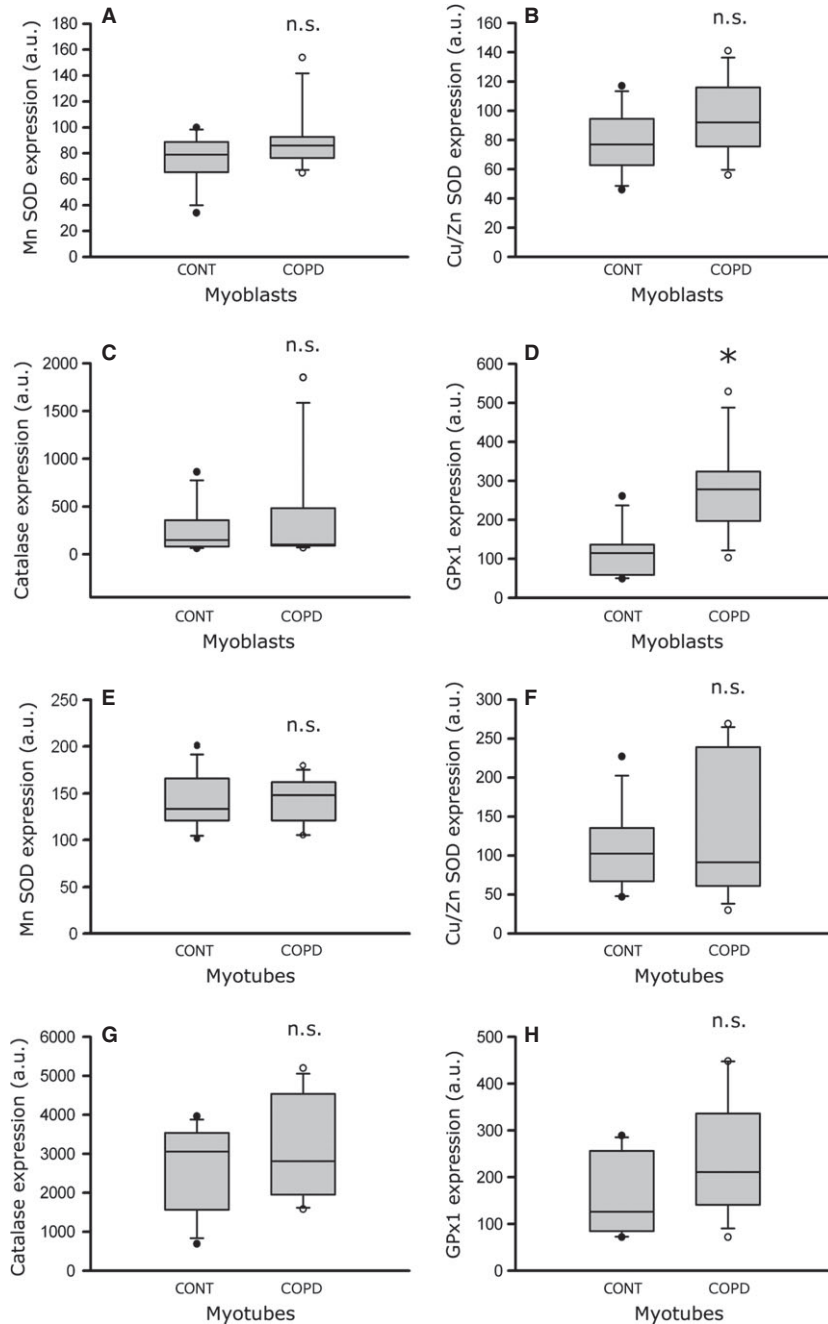 A
Mn SOD expression (a.u.)
180
160
140
120
100
80
60
40
20
0
n.s.
CONT
COPD
Myoblasts
B
Cu/Zn SOD expression (a.u.)
160
140
120
100
80
60
40
20
0
n.s.
CONT
COPD
Myoblasts
C
Catalase expression (a.u.)
2000
1500
1000
500
0
n.s.
CONT
COPD
Myoblasts
D
GPx1 expression (a.u.)
600
500
400
300
200
100
0
*
CONT
COPD
Myoblasts
E
Mn SOD expression (a.u.)
250
200
150
100
50
0
n.s.
CONT
COPD
Myotubes
F
Cu/Zn SOD expression (a.u.)
300
250
200
150
100
50
0
n.s.
CONT
COPD
Myotubes
G
Catalase expression (a.u.)
6000
5000
4000
3000
2000
1000
0
n.s.
CONT
COPD
Myotubes
H
GPx1 expression (a.u.)
500
400
300
200
100
0
n.s.
CONT
COPD
Myotubes